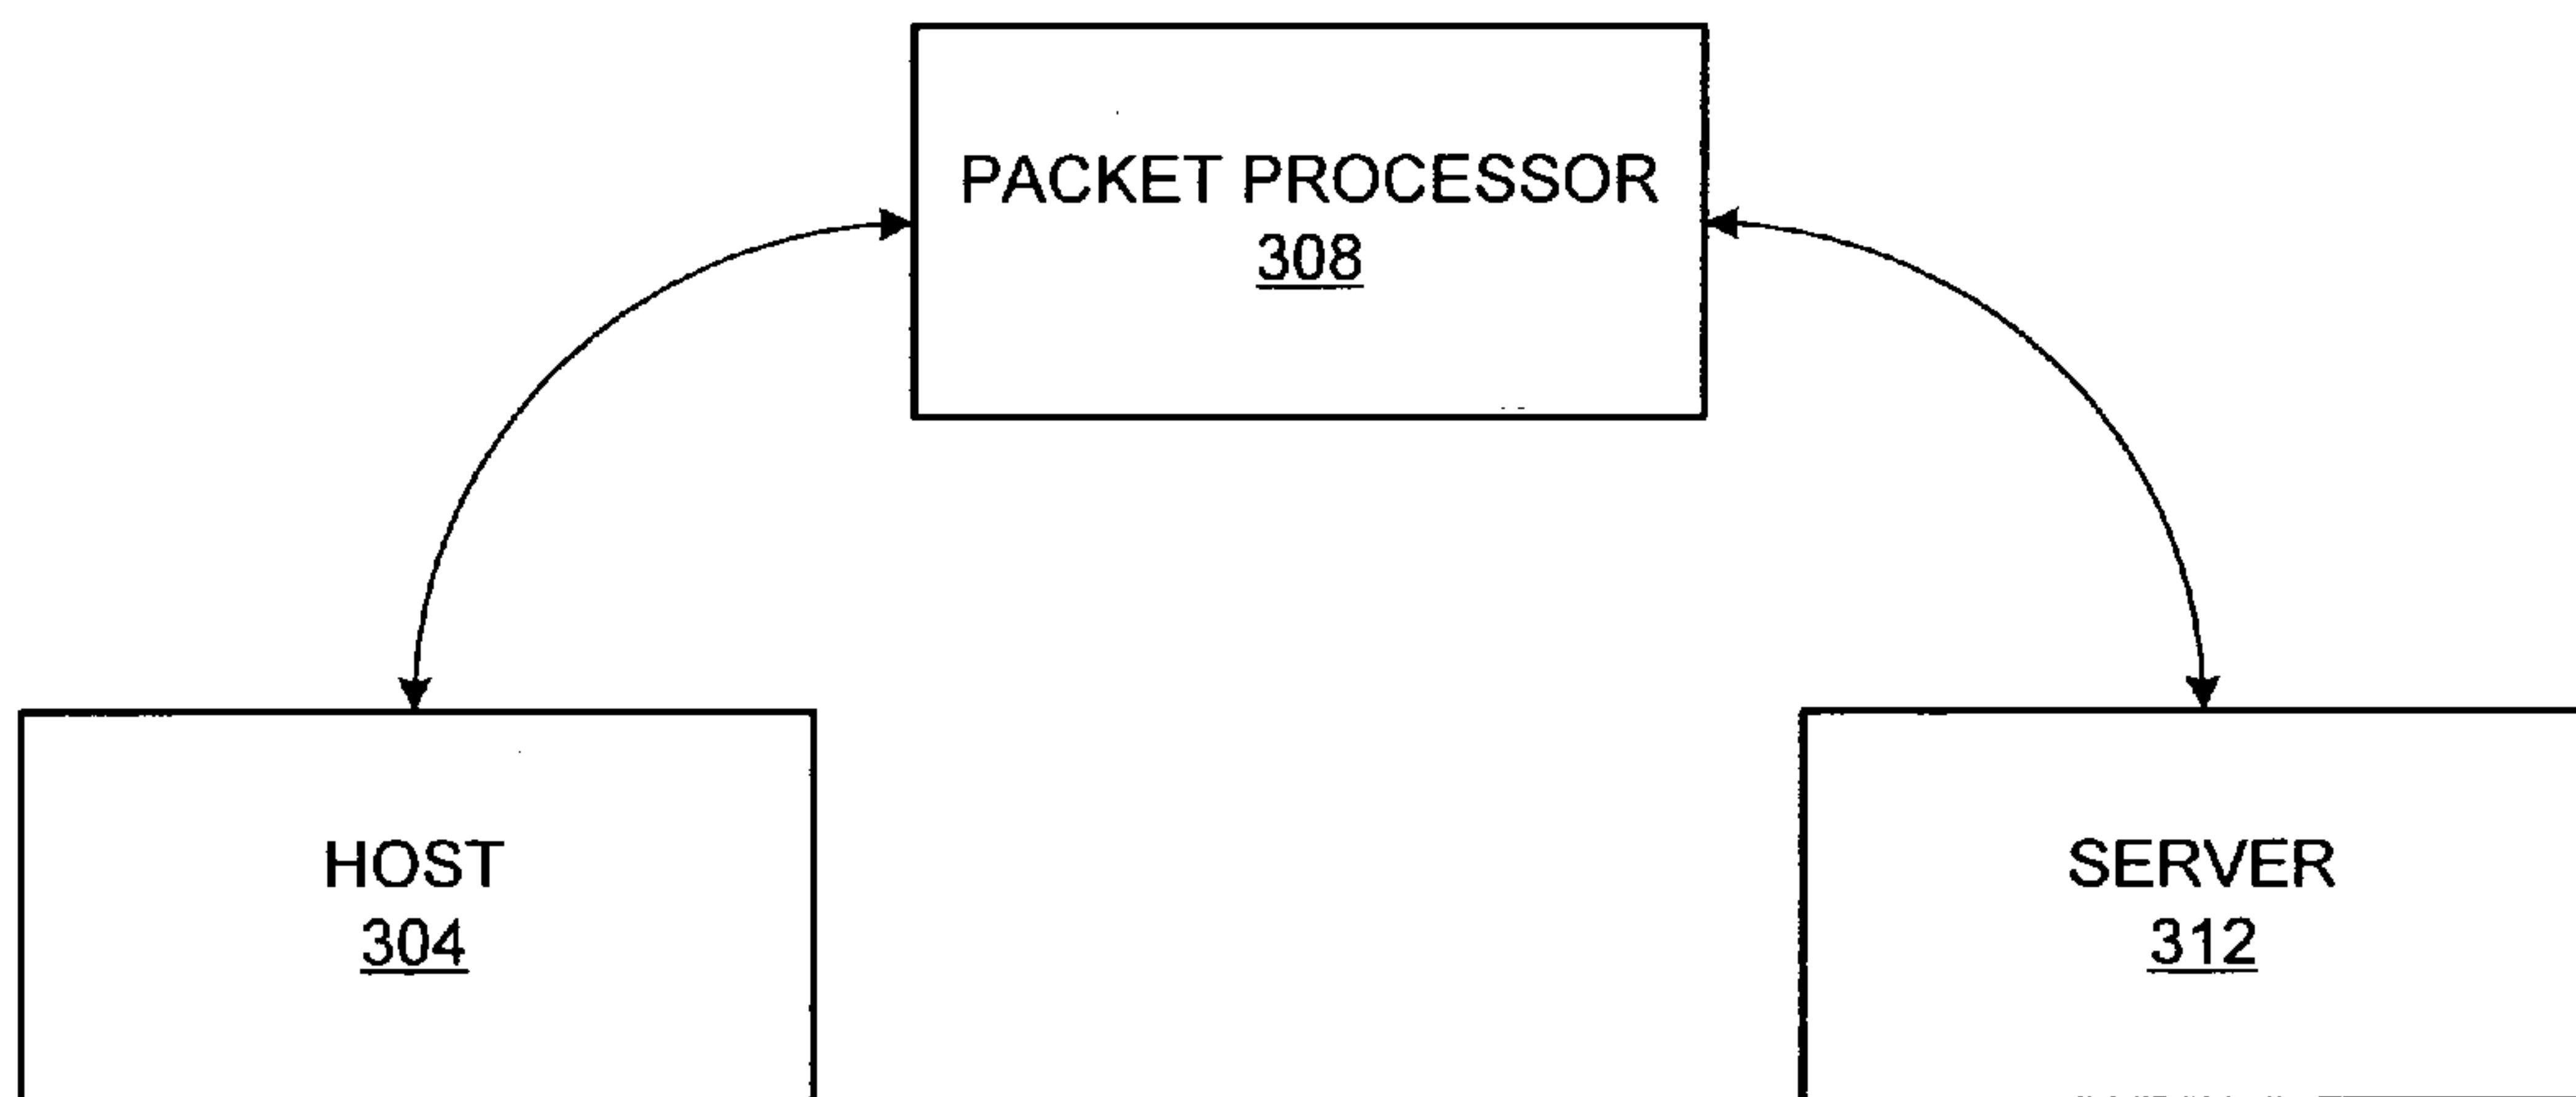 PACKET PROCESSOR
308
HOST
304
SERVER
312